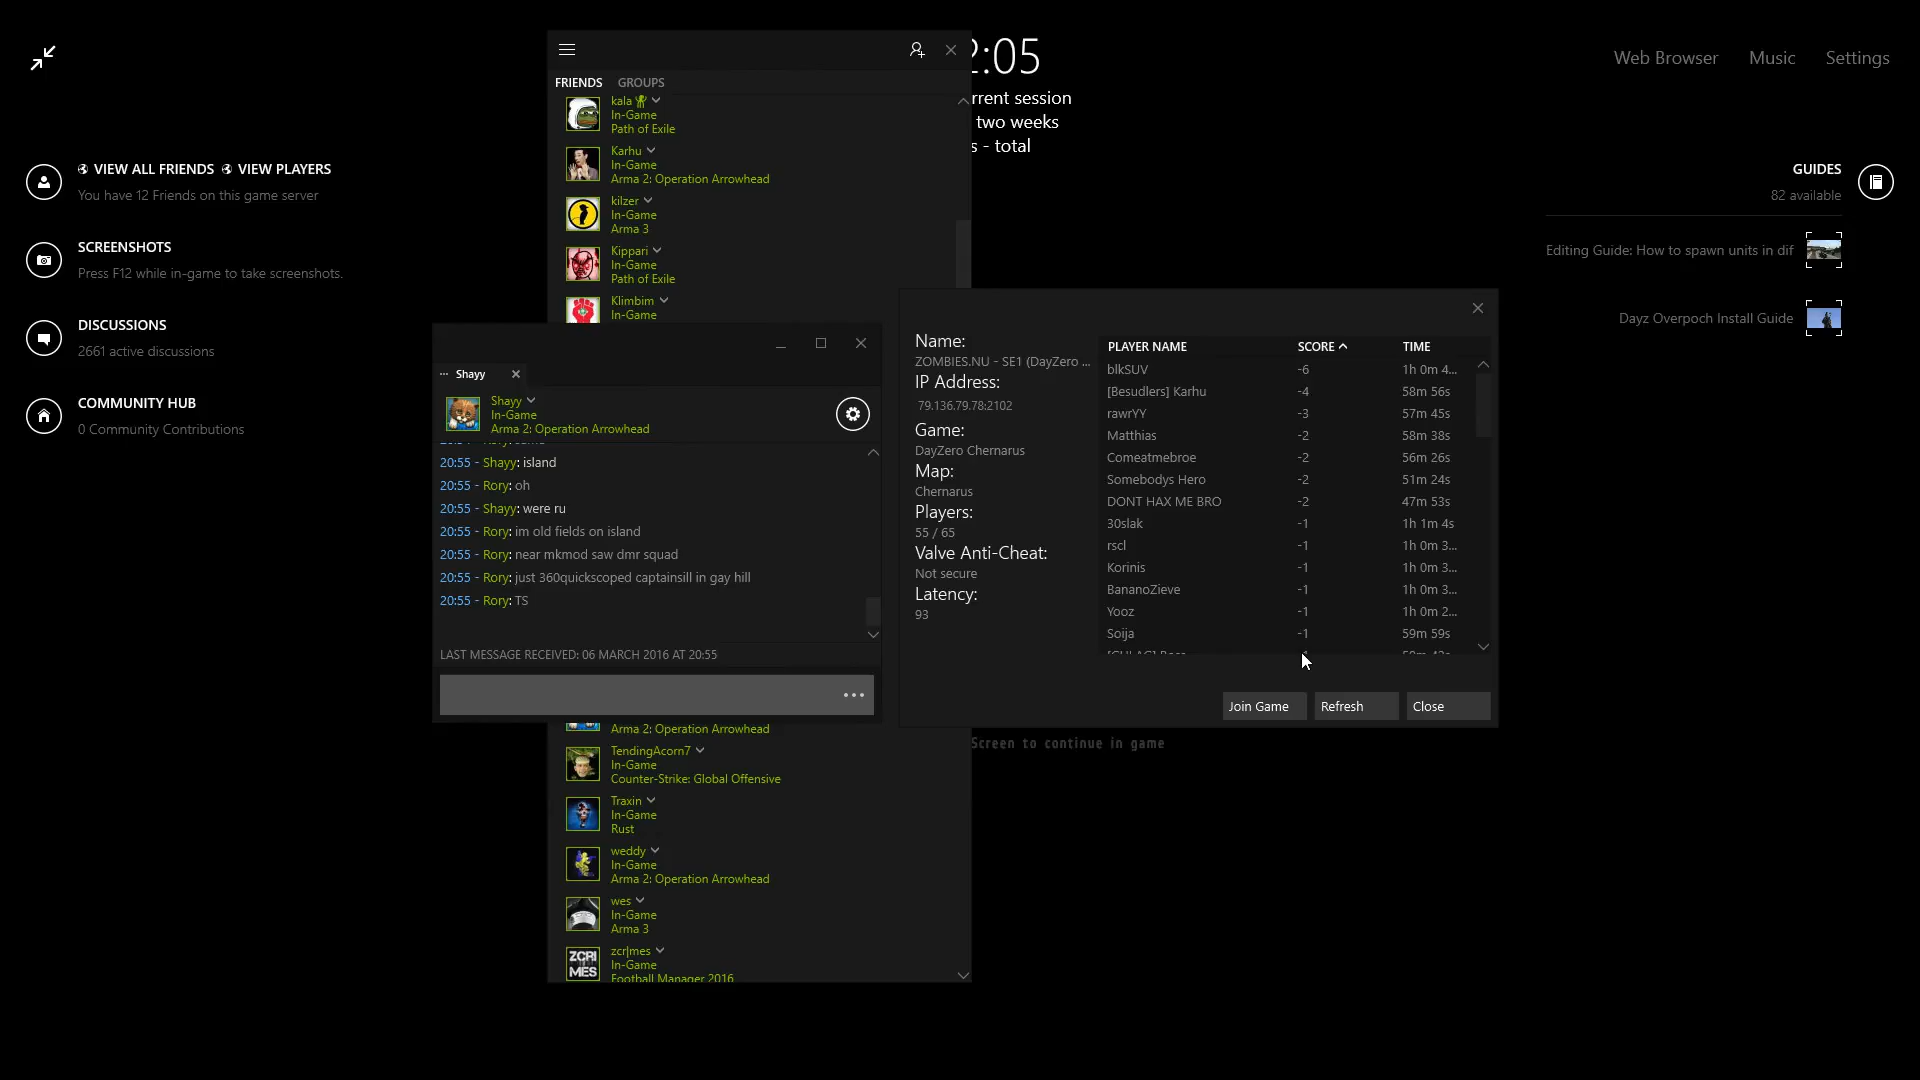 2:05
rrent session
two weeks
s - total
Web Browser
Music
Settings
VIEW ALL FRIENDS
VIEW PLAYERS
You have 12 Friends on this game server
SCREENSHOTS
Press F12 while in-game to take screenshots.
DISCUSSIONS
2661 active discussions
COMMUNITY HUB
0 Community Contributions
FRIENDS
GROUPS
kala
In-Game
Path of Exile
Karhu
In-Game
Arma 2: Operation Arrowhead
kilzer
In-Game
Arma 3
Kippari
In-Game
Path of Exile
Klimbim
In-Game
Shayy
Shayy
In-Game
Arma 2: Operation Arrowhead
20:55 - Shayy: island
20:55 - Rory: oh
20:55 - Shayy: were ru
20:55 - Rory: im old fields on island
20:55 - Rory: near mkmod saw dmr squad
20:55 - Rory: just 360quickscoped captainsill in gay hill
20:55 - Rory: TS
LAST MESSAGE RECEIVED: 06 MARCH 2016 AT 20:55
Arma 2: Operation Arrowhead
TendingAcorn7
In-Game
Counter-Strike: Global Offensive
Traxin
In-Game
Rust
weddy
In-Game
Arma 2: Operation Arrowhead
wes
In-Game
Arma 3
ZCRI
MES
zcr|mes
In-Game
Football Manager 2016
Name:
ZOMBIES.NU - SE1 (DayZero ...
IP Address:
79.136.79.78:2102
Game:
DayZero Chernarus
Map:
Chernarus
Players:
55 / 65
Valve Anti-Cheat:
Not secure
Latency:
93
PLAYER NAME SCORE TIME
blkSUV -6 1h 0m 4...
[Besudlers] Karhu -4 58m 56s
rawrYY -3 57m 45s
Matthias -2 58m 38s
Comeatmebroe -2 56m 26s
Somebodys Hero -2 51m 24s
DONT HAX ME BRO -2 47m 53s
30slak -1 1h 1m 4s
rscl -1 1h 0m 3...
Korinis -1 1h 0m 3...
BananoZieve -1 1h 0m 3...
Yooz -1 1h 0m 2...
Soija -1 59m 59s
Join Game
Refresh
Close
Screen to continue in game
GUIDES
82 available
Editing Guide: How to spawn units in dif
Dayz Overpoch Install Guide